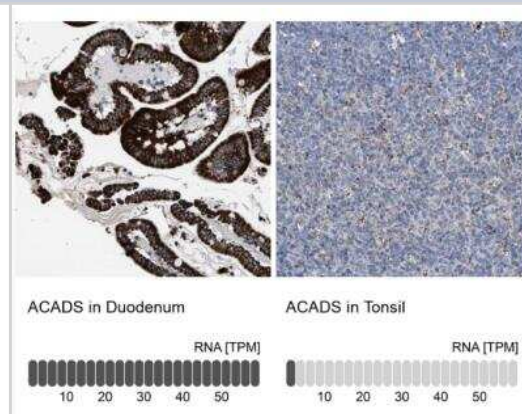 ACADS in Duodenum
ACADS in Tonsil
RNA [TPM]
RNA [TPM]
10 20 30 40 50
10 20 30 40 50